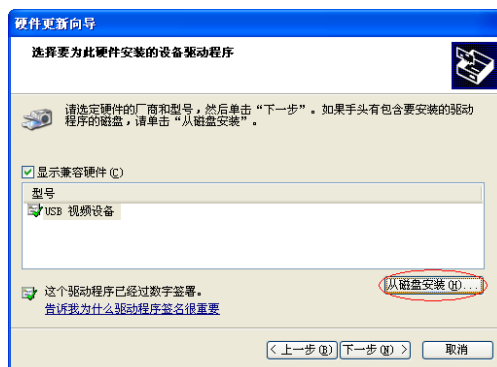 硬件更新向导
选择要为此硬件安装的设备驱动程序
请选定硬件的厂商和型号，然后单击“下一步”。如果手头有包含要安装的驱动
程序的磁盘，请单击“从磁盘安装”。
显示兼容硬件(C)
型号
USB 视频设备
这个驱动程序已经过数字签署。
告诉我为什么驱动程序签名很重要
从磁盘安装(H)...
< 上一步(B) 下一步(N) > 取消